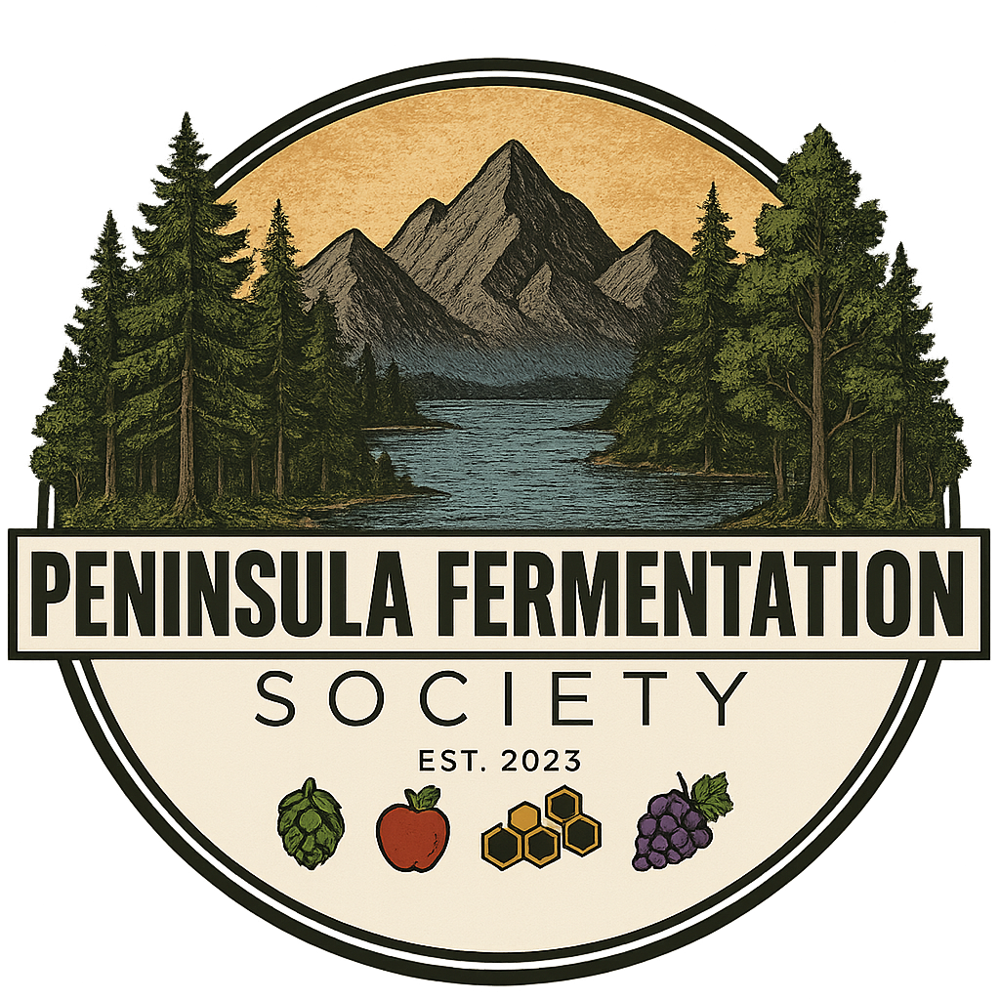 PENINSULA FERMENTATION
SOCIETY
EST. 2023